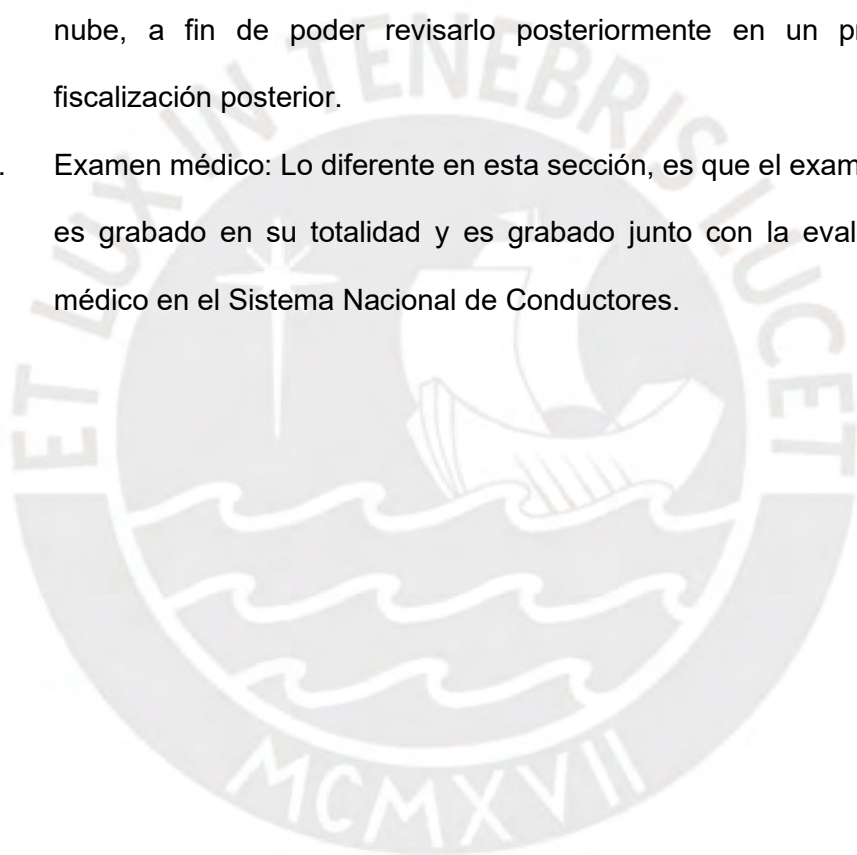 nube, a fin de poder revisarlo posteriormente en un
fiscalización posterior.
. Examen médico: Lo diferente en esta sección, es que el
es grabado en su totalidad y es grabado junto con la
médico en el Sistema Nacional de Conductores.
ET LUX IN TENEBRIS LUCET
MCMXVII